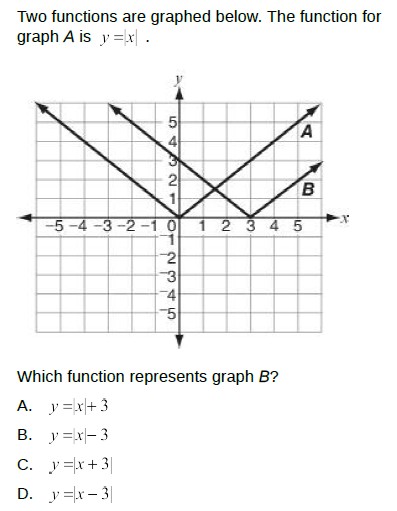 Two functions are graphed below. The function for
graph A is y =|x| .
y
5
4
3
2
1
A
B
-5 -4 -3 -2 -1 0 1 2 3 4 5 x
-1
-2
-3
-4
-5
Which function represents graph B?
A. y =|x|+ 3
B. y =|x|– 3
C. y =|x + 3|
D. y =|x – 3|